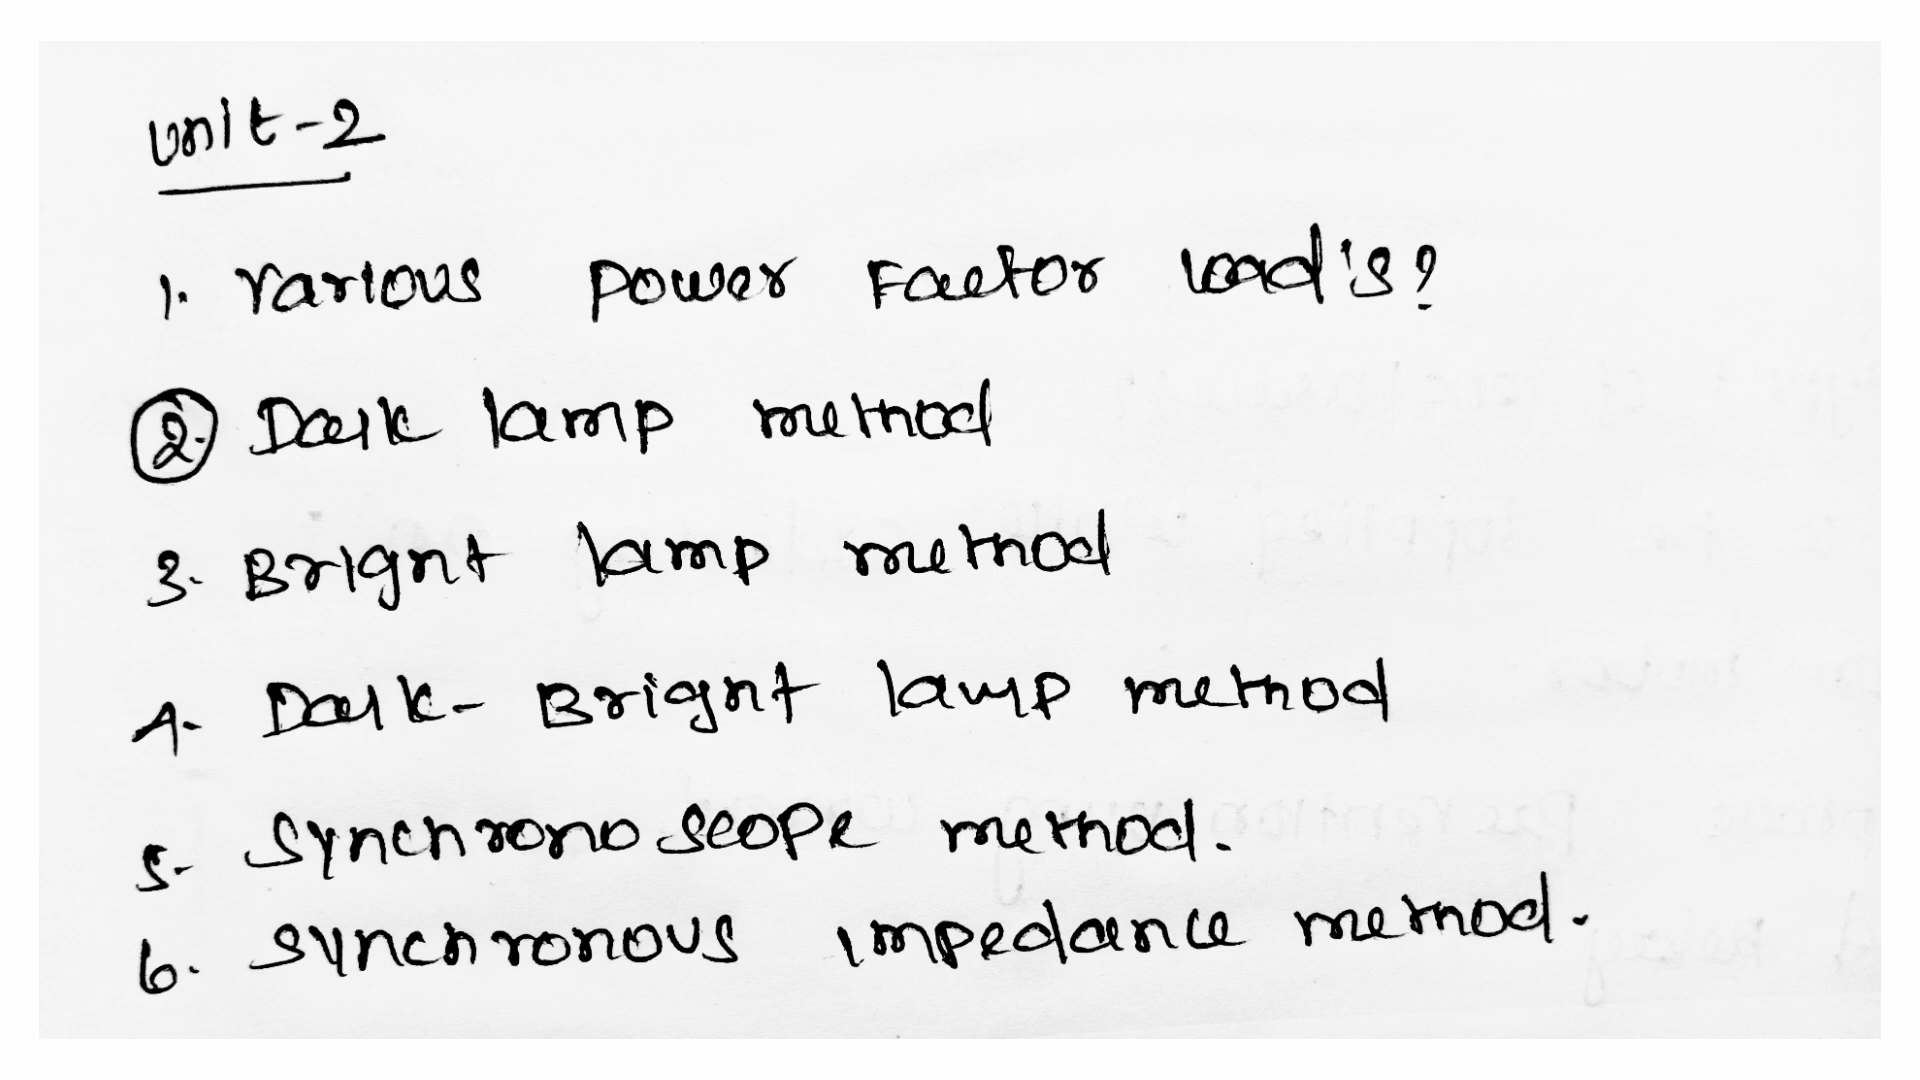 Unit-2
1. Various Power Factor load's?
2. Dark lamp method
3. Bright lamp method
4. Dark - Bright lamp method
5. Synchronoscope method.
6. Synchronous impedance method.